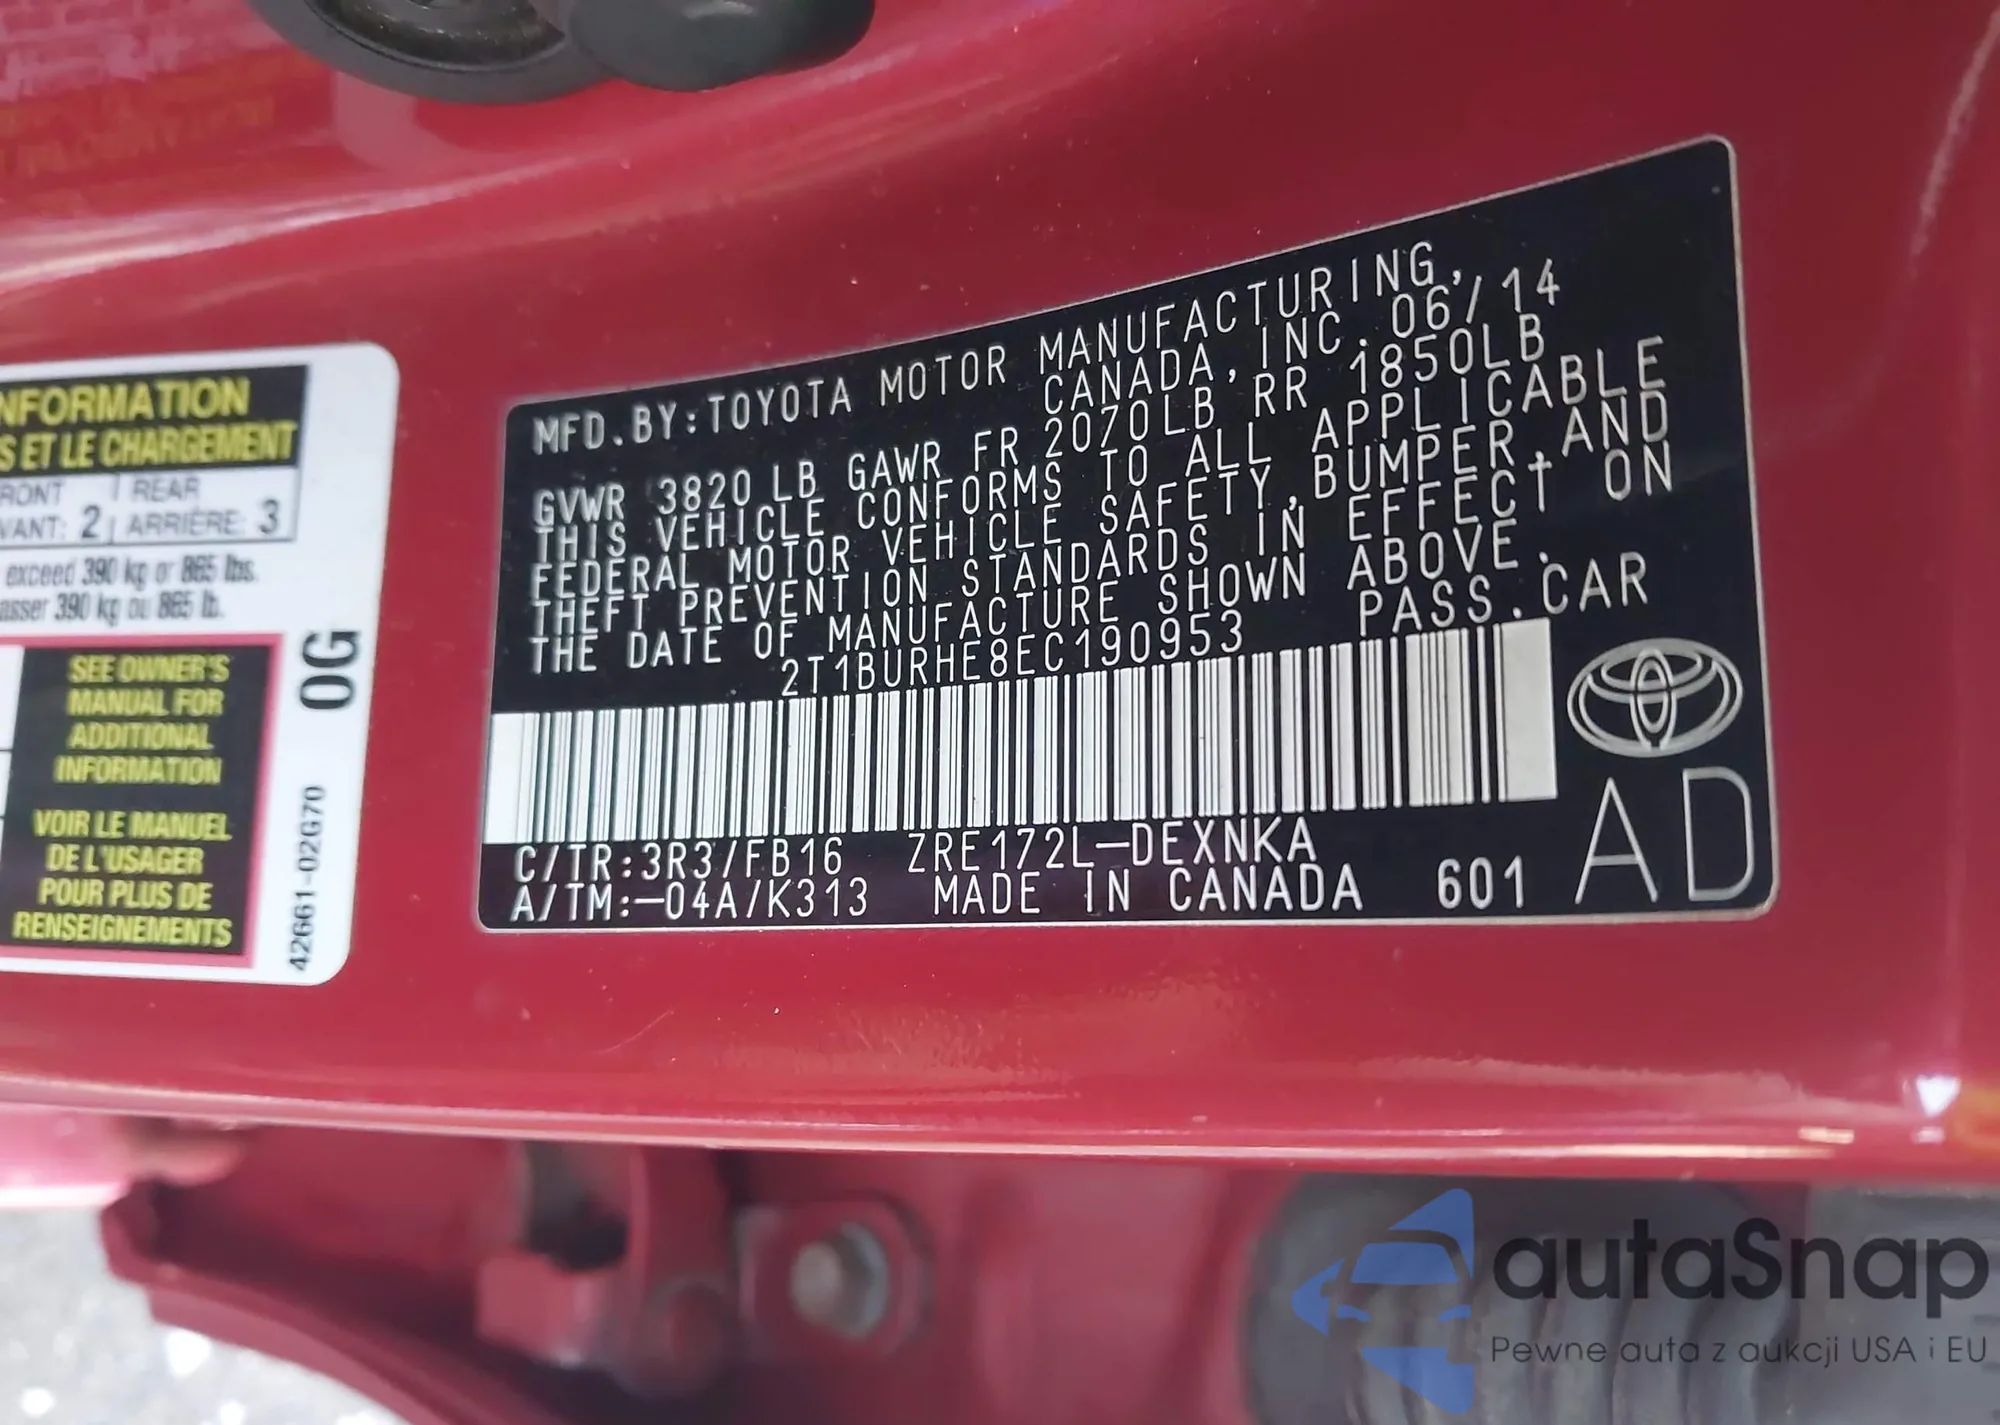 NFORMATION
S ET LE CHARGEMENT
RONT REAR
VANT: 2 ARRIÈRE: 3
exceed 390 kg or 865 lbs.
asser 390 kg ou 865 lb.
SEE OWNER'S
MANUAL FOR
ADDITIONAL
INFORMATION
VOIR LE MANUEL
DE L'USAGER
POUR PLUS DE
RENSEIGNEMENTS
0G
42661-02G70
MFD.BY:TOYOTA MOTOR MANUFACTURING,
CANADA,INC.06/14
GVWR 3820 LB GAWR FR 2070LB RR 1850LB
THIS VEHICLE CONFORMS TO ALL APPLICABLE
FEDERAL MOTOR VEHICLE SAFETY,BUMPER,AND
THEFT PREVENTION STANDARDS IN EFFECT ON
THE DATE OF MANUFACTURE SHOWN ABOVE.
2T1BURHE8EC190953 PASS.CAR
C/TR:3R3/FB16 ZRE172L-DEXNKA
A/TM:-04A/K313 MADE IN CANADA 601
AD
autoSnap
Pewne auta z aukcji USA i EU